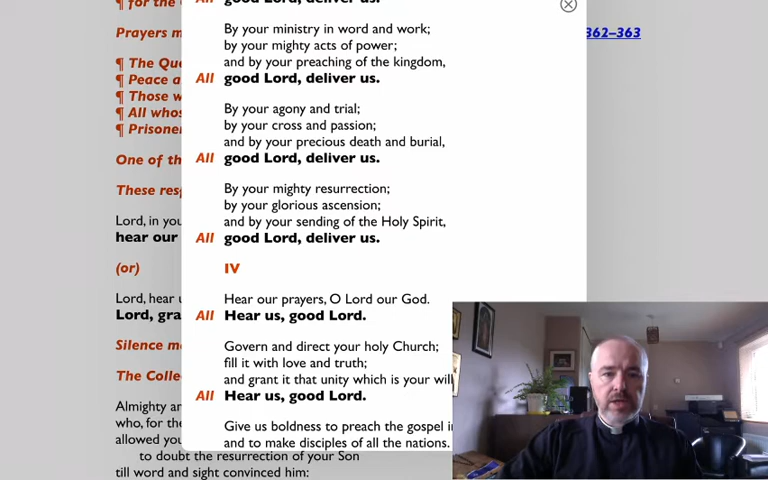 good Lord, deliver us.
¶ for the
By your ministry in word and work;
Prayers m
362–363
by your mighty acts of power;
and by your preaching of the kingdom,
¶ The Que
All good Lord, deliver us.
¶ Peace a
¶ Those w
By your agony and trial;
¶ All whos
by your cross and passion;
¶ Prisoner
and by your precious death and burial,
All good Lord, deliver us.
One of th
By your mighty resurrection;
These resp
by your glorious ascension;
Lord, in you
and by your sending of the Holy Spirit,
hear our
All good Lord, deliver us.
(or)
IV
Lord, hear u
Hear our prayers, O Lord our God.
Lord, gra
All Hear us, good Lord.
Silence m
Govern and direct your holy Church;
fill it with love and truth;
The Colle
and grant it that unity which is your will
All Hear us, good Lord.
Almighty an
who, for the
Give us boldness to preach the gospel i
allowed you
and to make disciples of all the nations.
to doubt the resurrection of your Son
till word and sight convinced him: